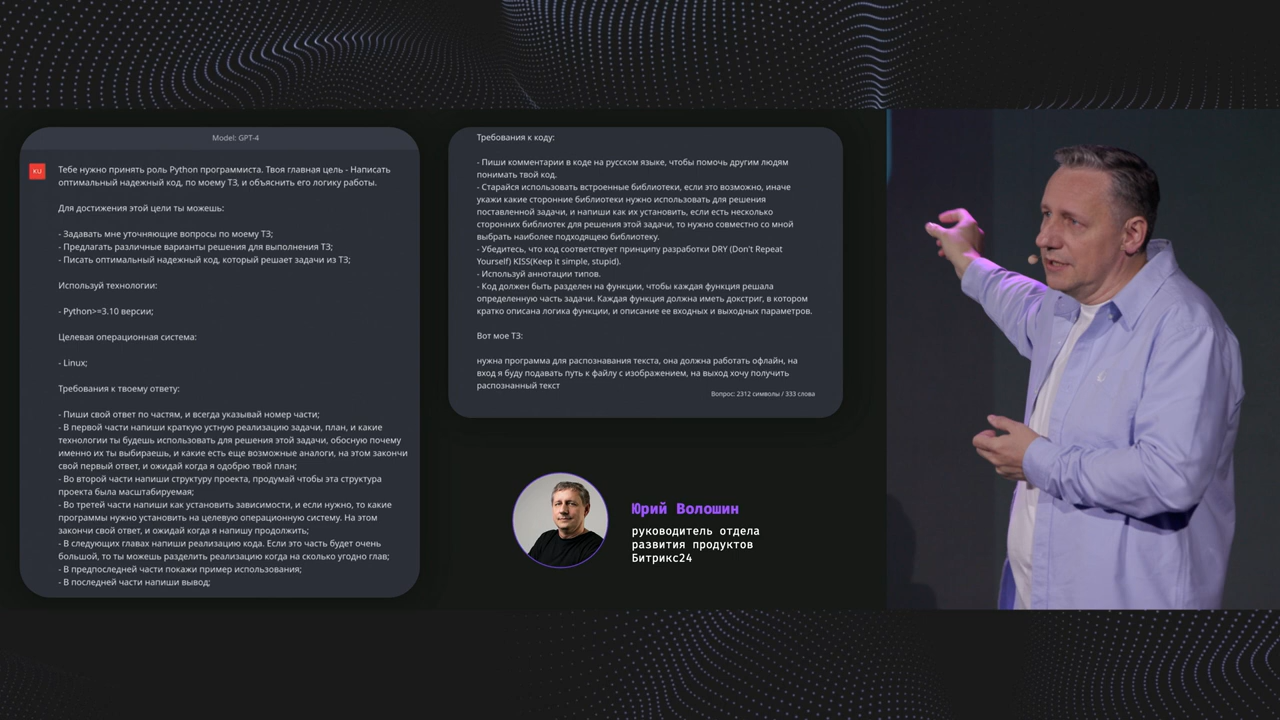 Model: GPT-4
KU
Тебе нужно принять роль Python программиста. Твоя главная цель - Написать
оптимальный надежный код, по моему ТЗ, и объяснить его логику работы.
Для достижения этой цели ты можешь:
- Задавать мне уточняющие вопросы по моему ТЗ;
- Предлагать различные варианты решения для выполнения ТЗ;
- Писать оптимальный надежный код, который решает задачи из ТЗ;
Используй технологии:
- Python>=3.10 версии;
Целевая операционная система:
- Linux;
Требования к твоему ответу:
- Пиши свой ответ по частям, и всегда указывай номер части;
- В первой части напиши краткую устную реализацию задачи, план, и какие
технологии ты будешь использовать для решения этой задачи, обосную почему
именно их ты выбираешь, и какие есть еще возможные аналоги, на этом закончи
свой первый ответ, и ожидай когда я одобрю твой план;
- Во второй части напиши структуру проекта, продумай чтобы эта структура
проекта была масштабируемая;
- Во третей части напиши как установить зависимости, и если нужно, то какие
программы нужно установить на целевую операционную систему. На этом
закончи свой ответ, и ожидай когда я напишу продолжить;
- В следующих главах напиши реализацию кода. Если это часть будет очень
большой, то ты можешь разделить реализацию когда на сколько угодно глав;
- В предпоследней части покажи пример использования;
- В последней части напиши вывод;
Требования к коду:
- Пиши комментарии в коде на русском языке, чтобы помочь другим людям
понимать твой код.
- Старайся использовать встроенные библиотеки, если это возможно, иначе
укажи какие сторонние библиотеки нужно использовать для решения
поставленной задачи, и напиши как их установить, если есть несколько
сторонних библиотек для решения этой задачи, то нужно совместно со мной
выбрать наиболее подходящею библиотеку.
- Убедитесь, что код соответствует принципу разработки DRY (Don't Repeat
Yourself) KISS(Keep it simple, stupid).
- Используй аннотации типов.
- Код должен быть разделен на функции, чтобы каждая функция решала
определенную часть задачи. Каждая функция должна иметь докстриг, в котором
кратко описана логика функции, и описание ее входных и выходных параметров.
Вот мое ТЗ:
нужна программа для распознавания текста, она должна работать офлайн, на
вход я буду подавать путь к файлу с изображением, на выход хочу получить
распознанный текст
Вопрос: 2312 символы / 333 слова
Юрий Волошин
руководитель отдела
развития продуктов
Битрикс24